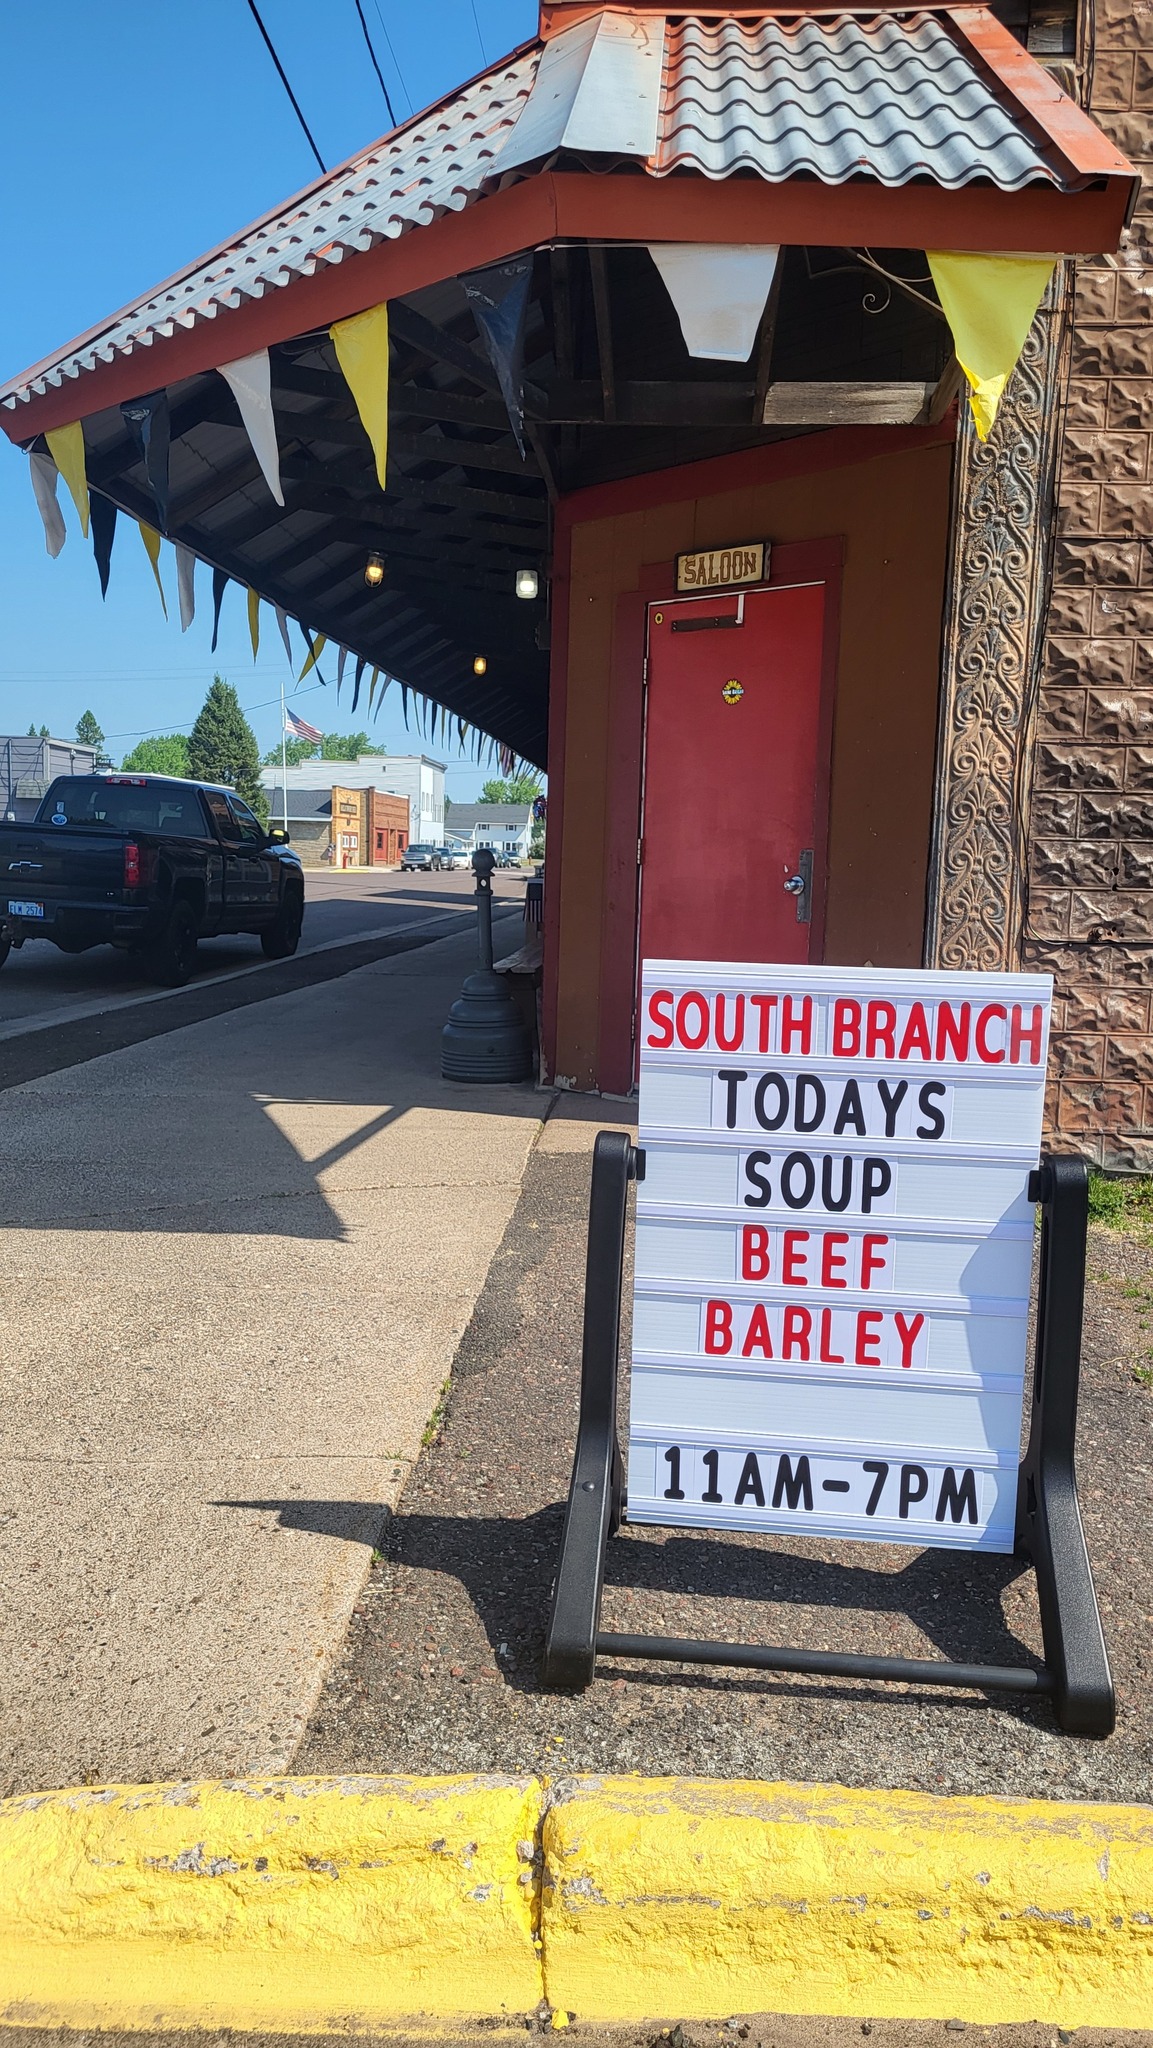 SALOON
SOUTH BRANCH
TODAYS
SOUP
BEEF
BARLEY
11AM-7PM